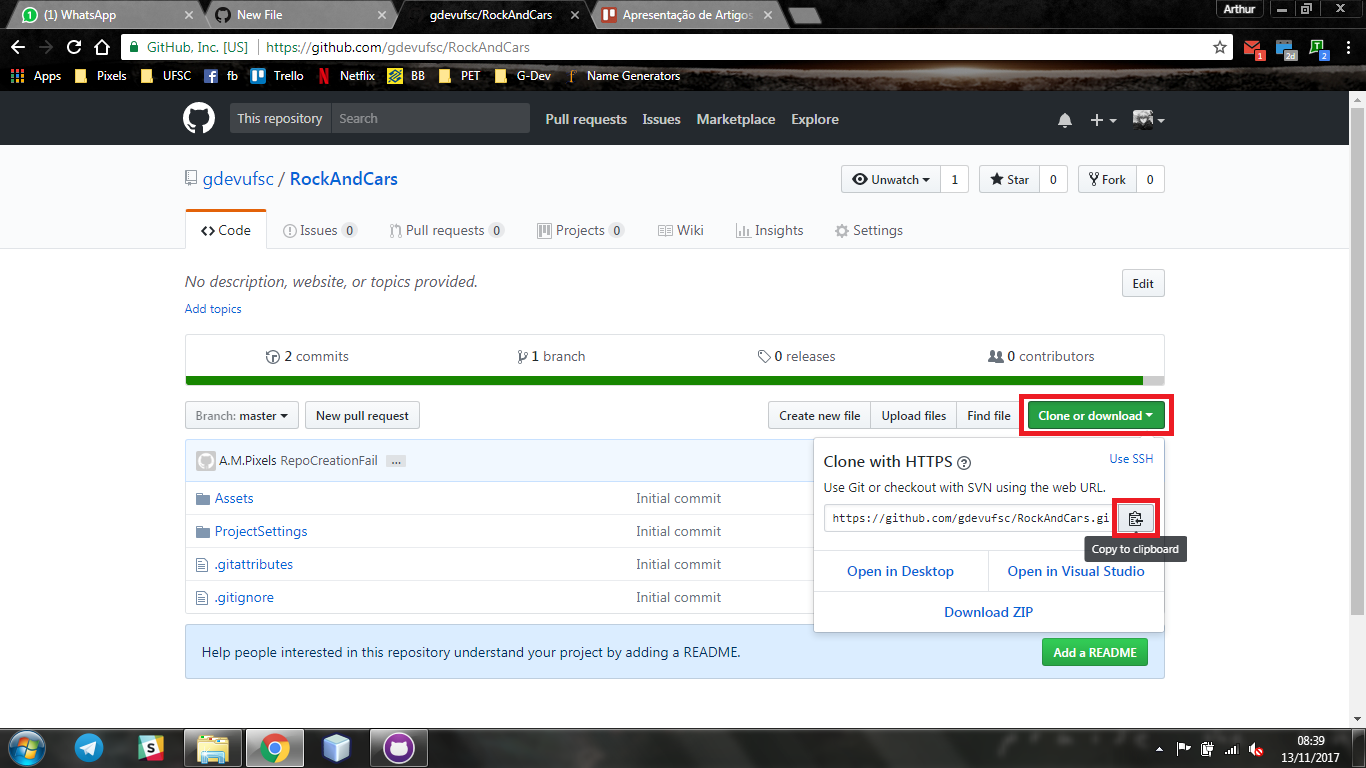 (1) WhatsApp
New File
gdevufsc/RockAndCars
Apresentação de Artigos
Arthur
GitHub, Inc. [US]
https://github.com/gdevufsc/RockAndCars
1
2d
2
Apps
Pixels
UFSC
fb
Trello
Netflix
BB
PET
G-Dev
Name Generators
This repository
Search
Pull requests
Issues
Marketplace
Explore
gdevufsc / RockAndCars
Unwatch
1
Star
0
Fork
0
Code
Issues 0
Pull requests 0
Projects 0
Wiki
Insights
Settings
No description, website, or topics provided.
Edit
Add topics
2 commits
1 branch
0 releases
0 contributors
Branch: master
New pull request
Create new file
Upload files
Find file
Clone or download
A.M.Pixels RepoCreationFail ...
Assets
Initial commit
ProjectSettings
Initial commit
.gitattributes
Initial commit
.gitignore
Initial commit
Clone with HTTPS
Use SSH
Use Git or checkout with SVN using the web URL.
https://github.com/gdevufsc/RockAndCars.gi
Copy to clipboard
Open in Desktop
Open in Visual Studio
Download ZIP
Help people interested in this repository understand your project by adding a README.
Add a README
08:39
13/11/2017